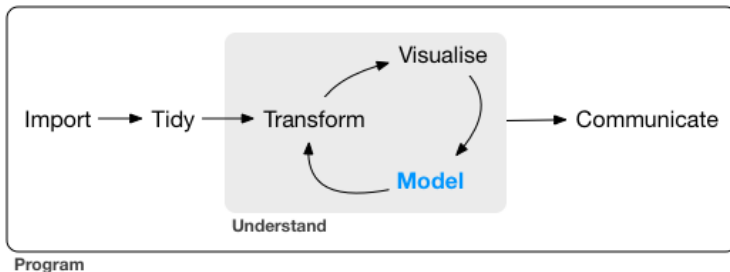 Visualise
Import
Tidy
Transform
Communicate
Model
Understand
Program